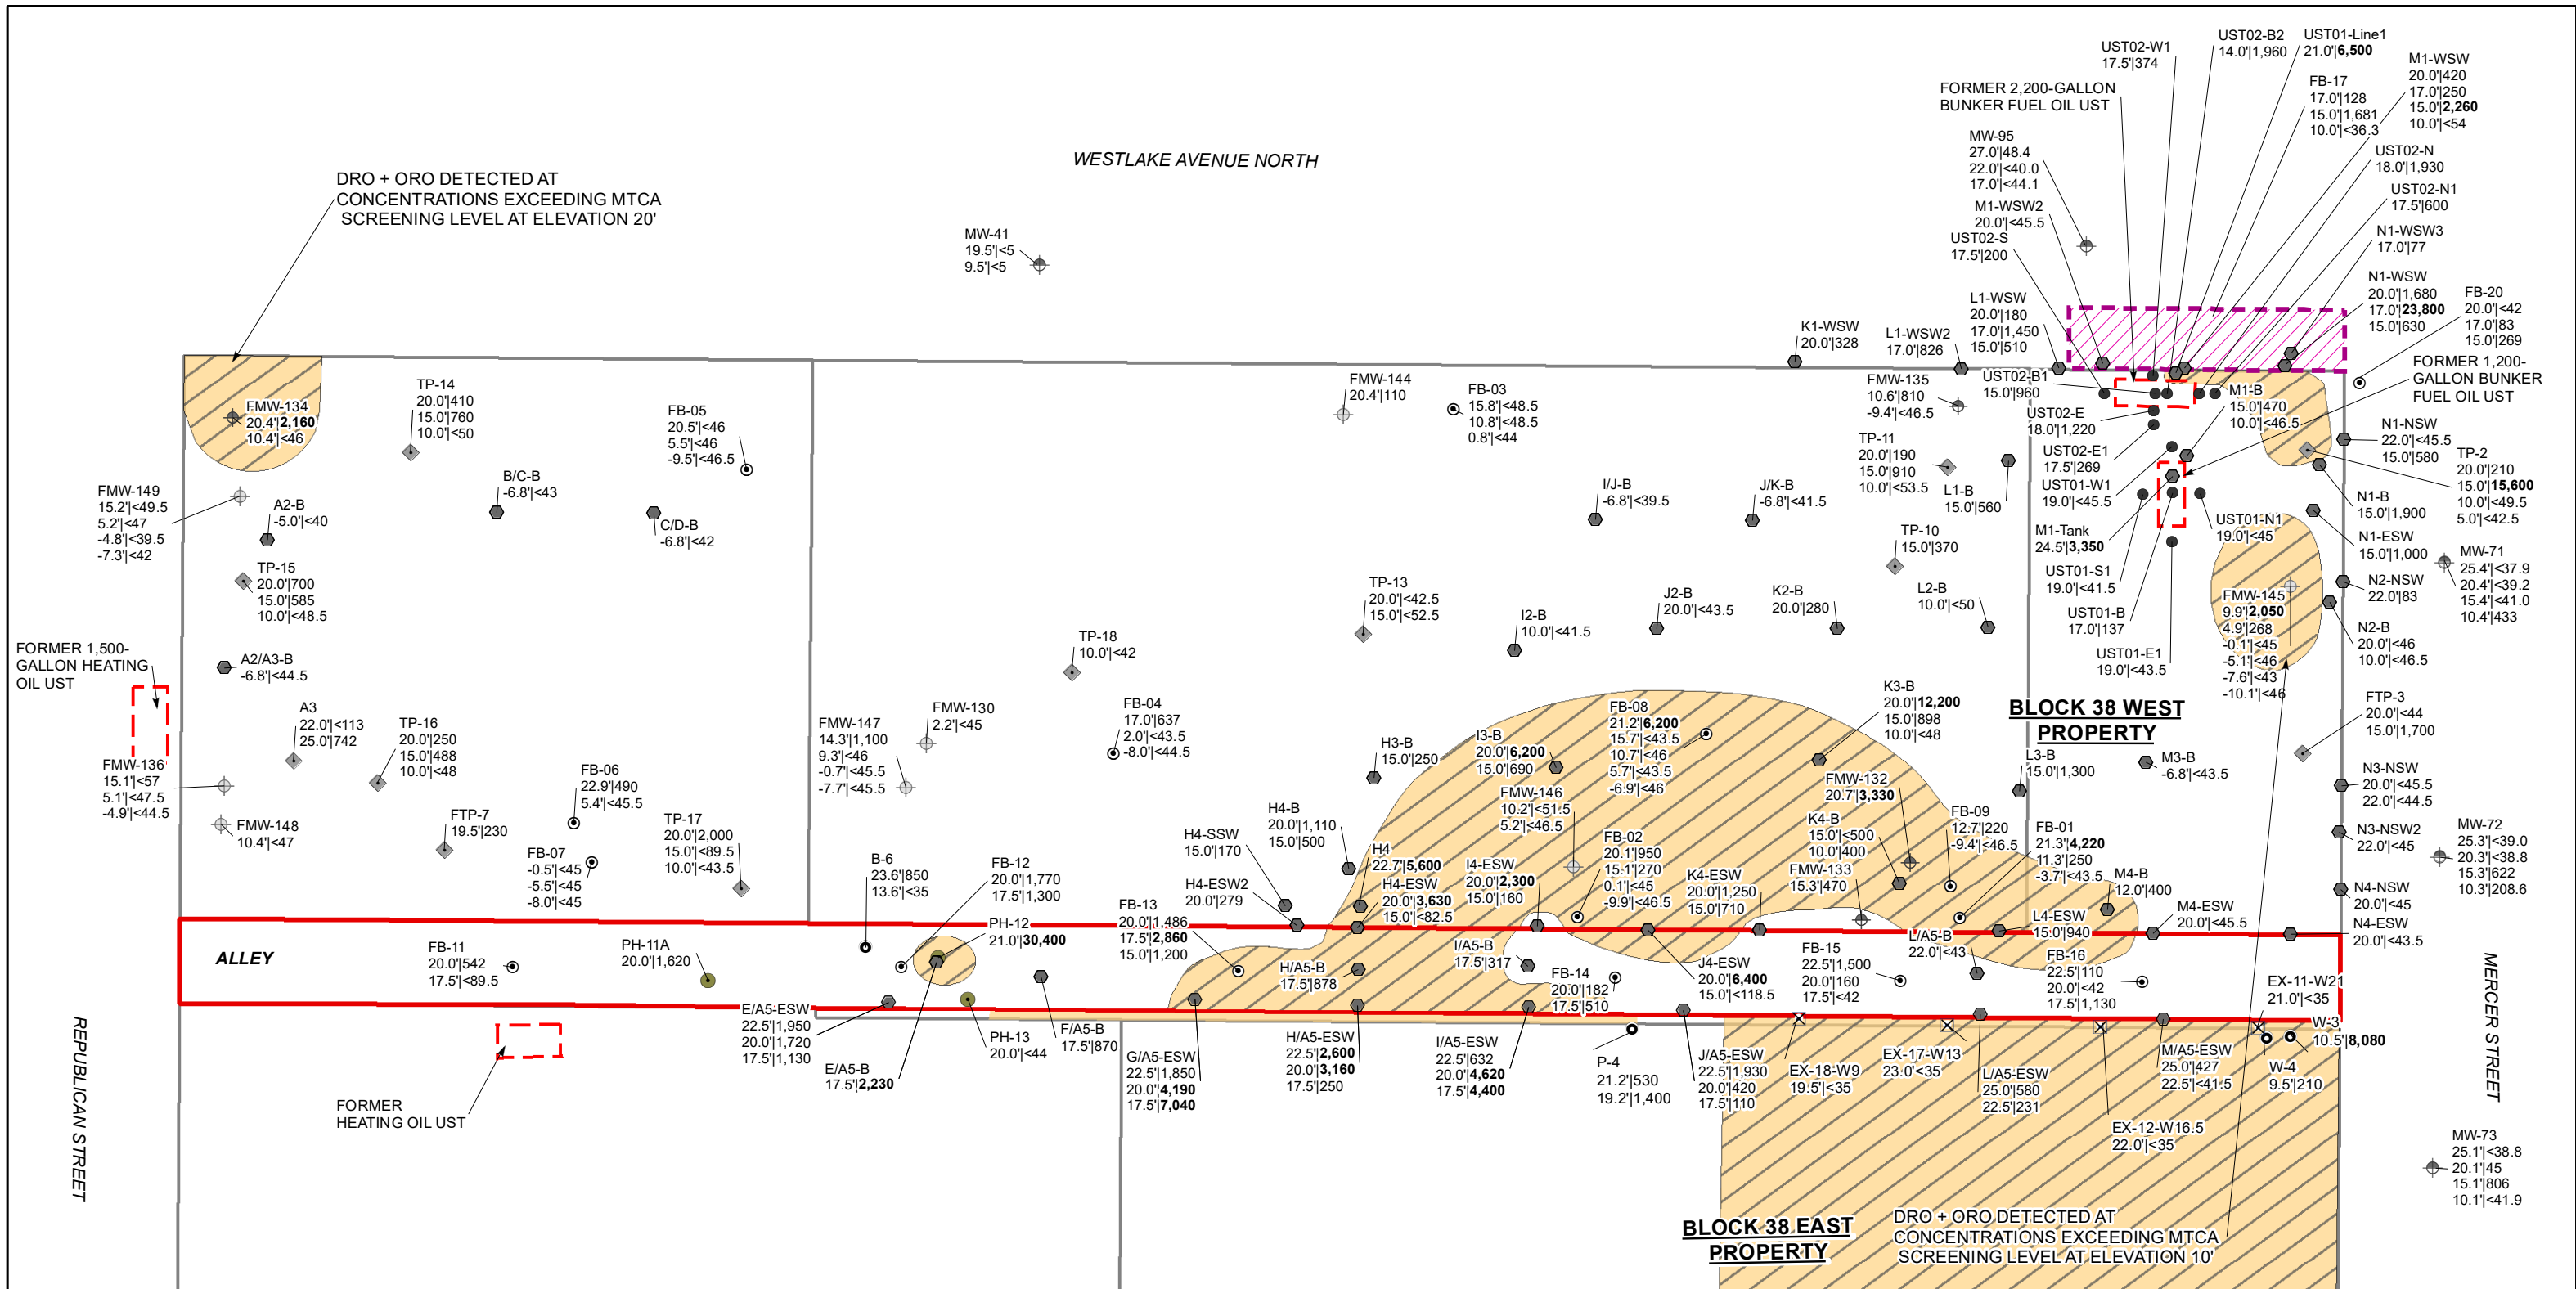 UST02-W1
17.5'|374
UST02-B2
14.0'|1,960
UST01-Line1
21.0'|6,500
M1-WSW
20.0'|420
17.0'|250
15.0'|2,260
10.0'|<54
FORMER 2,200-GALLON
BUNKER FUEL OIL UST
FB-17
17.0'|128
15.0'|1,681
10.0'|<36.3
MW-95
27.0'|48.4
22.0'|<40.0
17.0'|<44.1
UST02-N
18.0'|1,930
UST02-N1
17.5'|600
M1-WSW2
20.0'|<45.5
UST02-S
17.5'|200
N1-WSW3
17.0'|77
WESTLAKE AVENUE NORTH
DRO + ORO DETECTED AT
CONCENTRATIONS EXCEEDING MTCA
SCREENING LEVEL AT ELEVATION 20'
MW-41
19.5'|<5
9.5'|<5
N1-WSW
20.0'|1,680
17.0'|23,800
15.0'|630
FB-20
20.0'|<42
17.0'|83
15.0'|269
L1-WSW
20.0'|180
17.0'|1,450
15.0'|510
K1-WSW
20.0'|328
L1-WSW2
17.0'|826
FORMER 1,200-
GALLON BUNKER
FUEL OIL UST
TP-14
20.0'|410
15.0'|760
10.0'|<50
FMW-144
20.4'|110
FB-03
15.8'|<48.5
10.8'|<48.5
0.8'|<44
FMW-135
10.6'|810
-9.4'|<46.5
UST02-B1
15.0'|960
M1-B
15.0'|470
10.0'|<46.5
FMW-134
20.4'|2,160
10.4'|<46
FB-05
20.5'|<46
5.5'|<46
-9.5'|<46.5
UST02-E
18.0'|1,220
N1-NSW
22.0'|<45.5
15.0'|580
TP-11
20.0'|190
15.0'|910
10.0'|<53.5
UST02-E1
17.5'|269
TP-2
20.0'|210
15.0'|15,600
10.0'|<49.5
5.0'|<42.5
FMW-149
15.2'|<49.5
5.2'|<47
-4.8'|<39.5
-7.3'|<42
B/C-B
-6.8'|<43
I/J-B
-6.8'|<39.5
J/K-B
-6.8'|<41.5
L1-B
15.0'|560
UST01-W1
19.0'|<45.5
N1-B
15.0'|1,900
A2-B
-5.0'|<40
C/D-B
-6.8'|<42
M1-Tank
24.5'|3,350
UST01-N1
19.0'|<45
TP-10
15.0'|370
N1-ESW
15.0'|1,000
MW-71
25.4'|<37.9
20.4'|<39.2
15.4'|<41.0
10.4'|433
TP-15
20.0'|700
15.0'|585
10.0'|<48.5
TP-13
20.0'|<42.5
15.0'|<52.5
UST01-S1
19.0'|<41.5
N2-NSW
22.0'|83
J2-B
20.0'|<43.5
K2-B
20.0'|280
L2-B
10.0'|<50
UST01-B
17.0'|137
FMW-145
9.9'|2,050
4.9'|268
-0.1'|<45
-5.1'|<46
-7.6'|<43
-10.1'|<46
I2-B
10.0'|<41.5
N2-B
20.0'|<46
10.0'|<46.5
FORMER 1,500-
GALLON HEATING
OIL UST
A2/A3-B
-6.8'|<44.5
TP-18
10.0'|<42
UST01-E1
19.0'|<43.5
A3
22.0'|<113
25.0'|742
TP-16
20.0'|250
15.0'|488
10.0'|<48
FMW-147
14.3'|1,100
9.3'|<46
-0.7'|<45.5
-7.7'|<45.5
FMW-130
2.2'|<45
FB-04
17.0'|637
2.0'|<43.5
-8.0'|<44.5
FB-08
21.2'|6,200
15.7'|<43.5
10.7'|<46
5.7'|<43.5
-6.9'|<46
K3-B
20.0'|12,200
15.0'|898
10.0'|<48
BLOCK 38 WEST
PROPERTY
FTP-3
20.0'|<44
15.0'|1,700
H3-B
15.0'|250
I3-B
20.0'|6,200
15.0'|690
L3-B
15.0'|1,300
M3-B
-6.8'|<43.5
FMW-136
15.1'|<57
5.1'|<47.5
-4.9'|<44.5
FB-06
22.9'|490
5.4'|<45.5
FMW-146
10.2'|<51.5
5.2'|<46.5
FMW-132
20.7'|3,330
N3-NSW
20.0'|<45.5
22.0'|<44.5
FMW-148
10.4'|<47
FTP-7
19.5'|230
TP-17
20.0'|2,000
15.0'|<89.5
10.0'|<43.5
H4-B
20.0'|1,110
15.0'|500
K4-B
15.0'|<500
10.0'|400
FB-09
12.7'|220
-9.4'|<46.5
FB-01
21.3'|4,220
11.3'|250
-3.7'|<43.5
N3-NSW2
22.0'|<45
MW-72
25.3'|<39.0
20.3'|<38.8
15.3'|622
10.3'|208.6
H4-SSW
15.0'|170
FB-02
20.1'|950
15.1'|270
0.1'|<45
-9.9'|<46.5
FB-07
-0.5'|<45
-5.5'|<45
-8.0'|<45
B-6
23.6'|850
13.6'|<35
FB-12
20.0'|1,770
17.5'|1,300
H4
22.7'|5,600
H4-ESW2
20.0'|279
H4-ESW
20.0'|3,630
15.0'|<82.5
I4-ESW
20.0'|2,300
15.0'|160
K4-ESW
20.0'|1,250
15.0'|710
FMW-133
15.3'|470
M4-B
12.0'|400
N4-NSW
20.0'|<45
FB-13
20.0'|1,486
17.5'|2,860
15.0'|1,200
PH-12
21.0'|30,400
L4-ESW
15.0'|940
M4-ESW
20.0'|<45.5
N4-ESW
20.0'|<43.5
ALLEY
FB-11
20.0'|542
17.5'|<89.5
PH-11A
20.0'|1,620
H/A5-B
17.5'|878
I/A5-B
17.5'|317
FB-14
20.0'|182
17.5'|510
J4-ESW
20.0'|6,400
15.0'|<118.5
FB-15
22.5'|1,500
20.0'|160
17.5'|<42
L/A5-B
22.0'|<43
FB-16
22.5'|110
20.0'|<42
17.5'|1,130
EX-11-W21
21.0'|<35
E/A5-ESW
22.5'|1,950
20.0'|1,720
17.5'|1,130
PH-13
20.0'|<44
F/A5-B
17.5'|870
W-3
10.5'|8,080
E/A5-B
17.5'|2,230
G/A5-ESW
22.5'|1,850
20.0'|4,190
17.5'|7,040
H/A5-ESW
22.5'|2,600
20.0'|3,160
17.5'|250
I/A5-ESW
22.5'|632
20.0'|4,620
17.5'|4,400
P-4
21.2'|530
19.2'|1,400
J/A5-ESW
22.5'|1,930
20.0'|420
17.5'|110
EX-18-W9
19.5'|<35
EX-17-W13
23.0'|<35
L/A5-ESW
25.0'|580
22.5'|231
M/A5-ESW
25.0'|427
22.5'|<41.5
W-4
9.5'|210
REPUBLICAN STREET
MERCER STREET
FORMER
HEATING OIL UST
EX-12-W16.5
22.0'|<35
MW-73
25.1'|<38.8
20.1'|45
15.1'|806
10.1'|<41.9
BLOCK 38 EAST
PROPERTY
DRO + ORO DETECTED AT
CONCENTRATIONS EXCEEDING MTCA
SCREENING LEVEL AT ELEVATION 10'